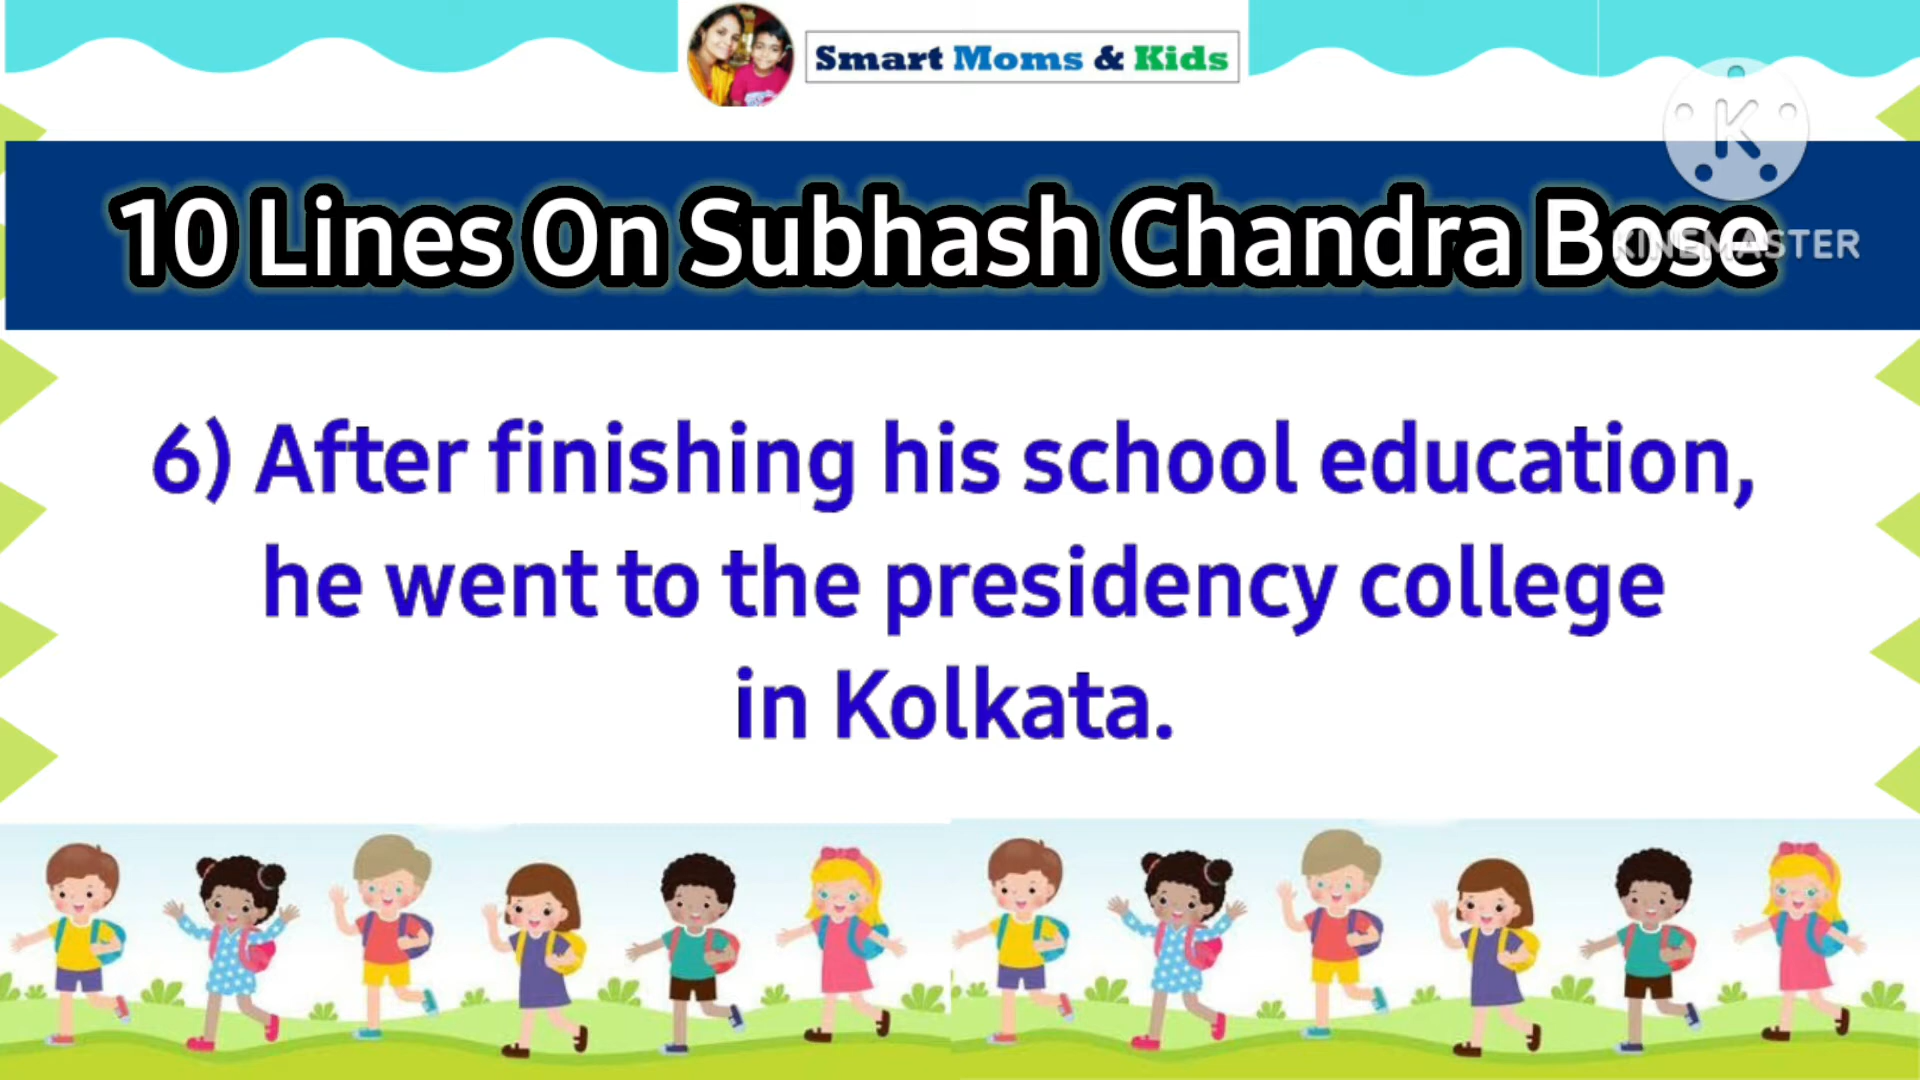 Smart Moms & Kids
K
10 Lines On Subhash Chandra Bose
KINEMASTER
6) After finishing his school education,
he went to the presidency college
in Kolkata.